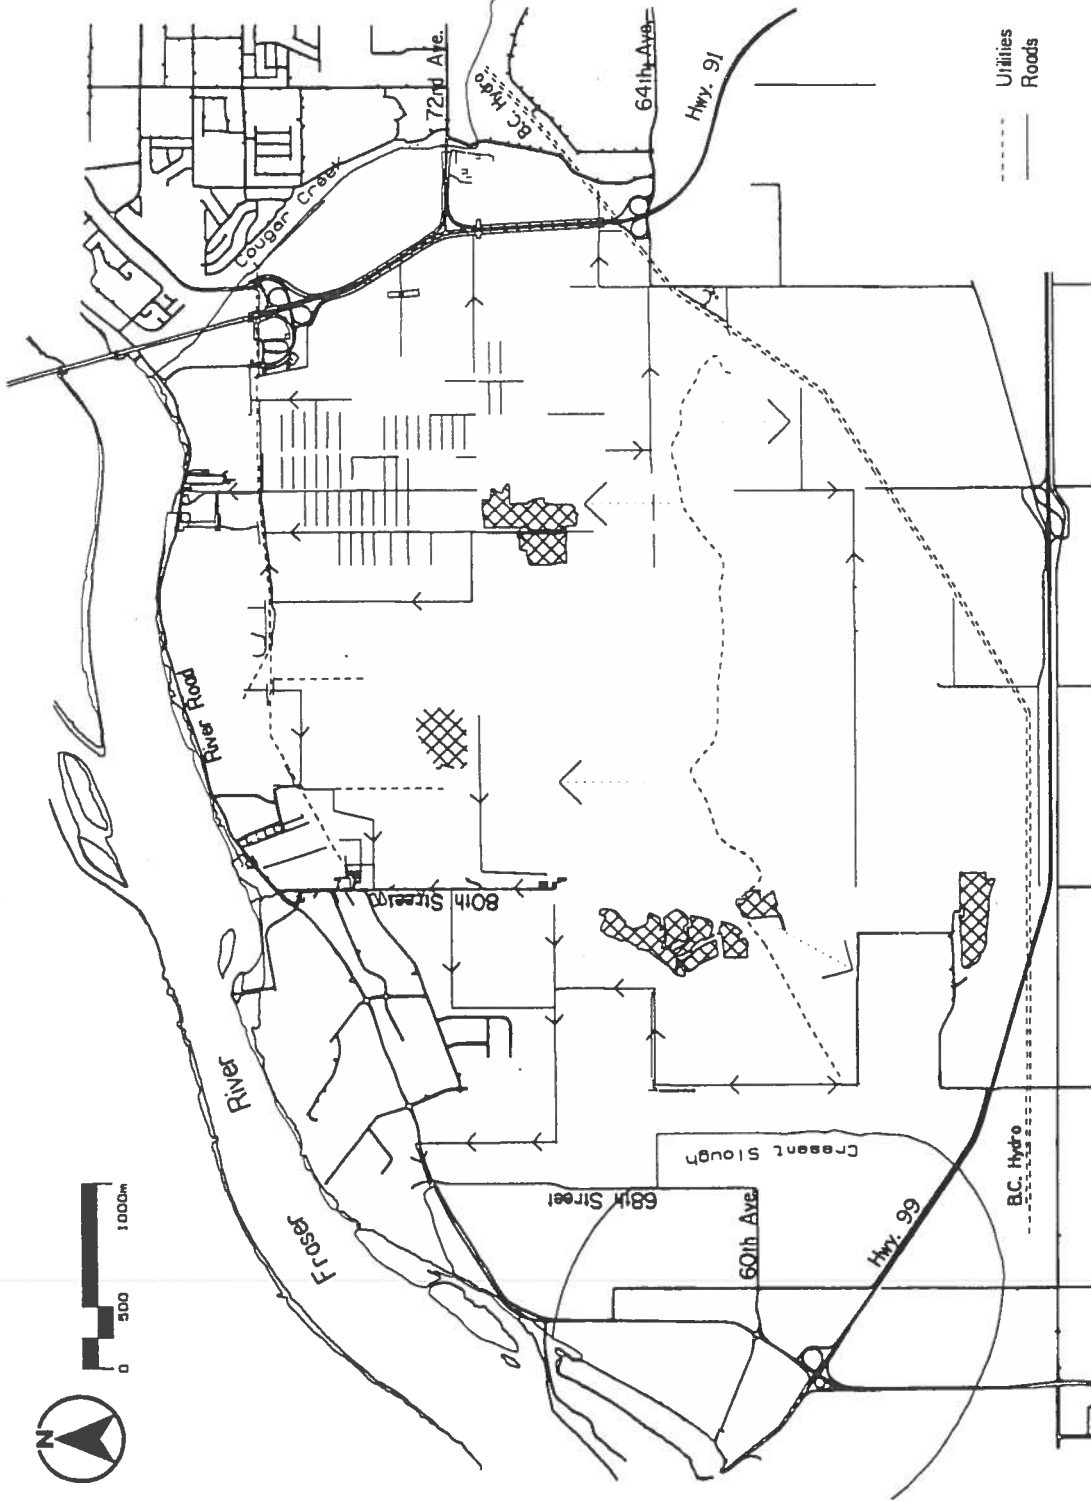 72nd Ave.
64th Ave.
B.C. Hydro
Hwy. 91
Utilities
Roads
Cougar Creek
River Road
80th Street
River
Fraser
Cresent Slough
68th Street
60th Ave.
B.C. Hydro
Hwy. 99
0 500 1000m
N